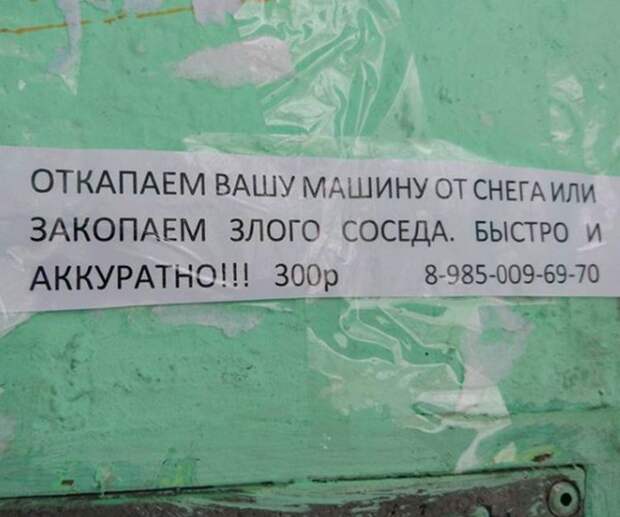 ОТКАПАЕМ ВАШУ МАШИНУ ОТ СНЕГА ИЛИ
ЗАКОПАЕМ ЗЛОГО СОСЕДА. БЫСТРО И
АККУРАТНО!!! 300р 8-985-009-69-70